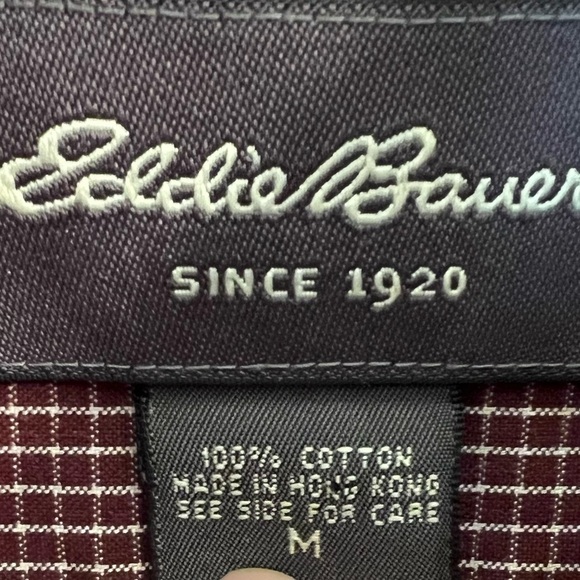 Eddie Bauer
SINCE 1920
100% COTTON
MADE IN HONG KONG
SEE SIDE FOR CARE
M